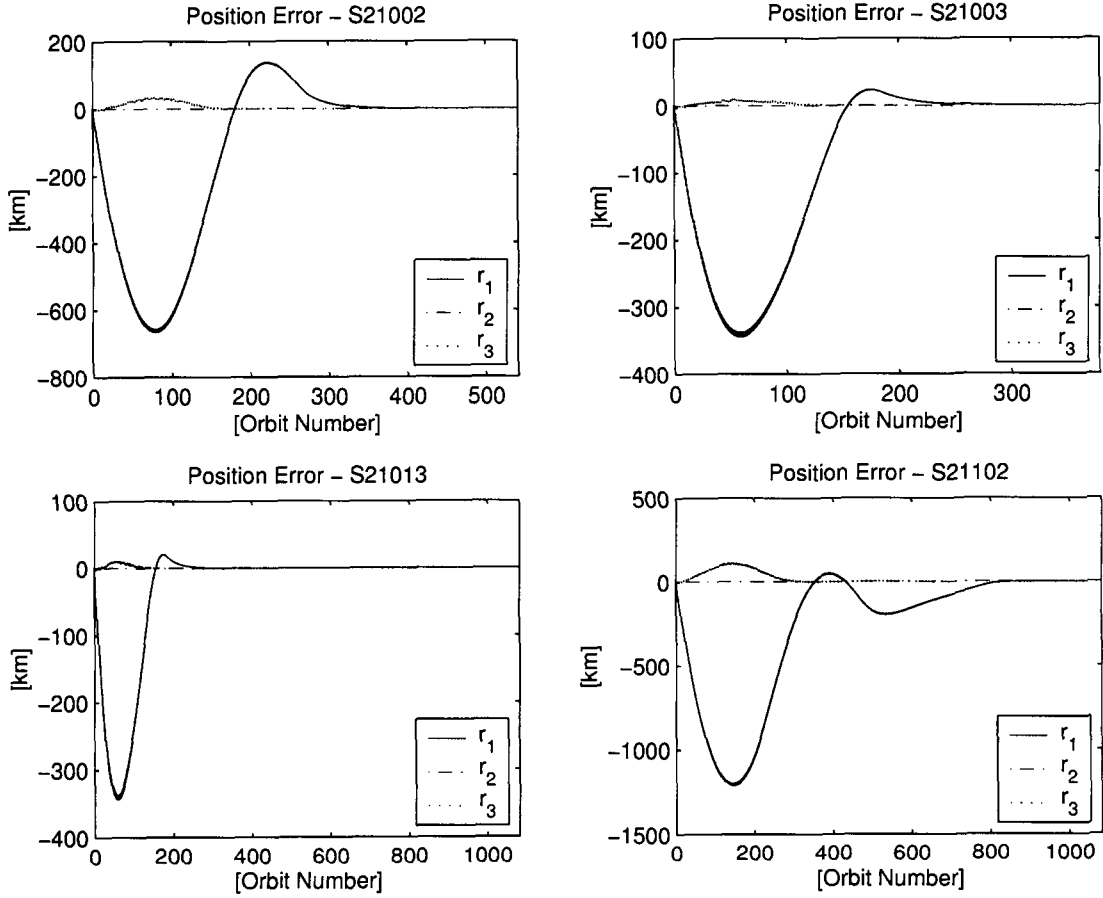 Position Error – S21002
200
0
−200
−400
−600
−800
[km]
r1
r2
r3
0 100 200 300 400 500
[Orbit Number]
Position Error – S21003
100
0
−100
−200
−300
−400
[km]
r1
r2
r3
0 100 200 300
[Orbit Number]
Position Error – S21013
100
0
−100
−200
−300
−400
[km]
r1
r2
r3
0 200 400 600 800 1000
[Orbit Number]
Position Error – S21102
500
0
−500
−1000
−1500
[km]
r1
r2
r3
0 200 400 600 800 1000
[Orbit Number]